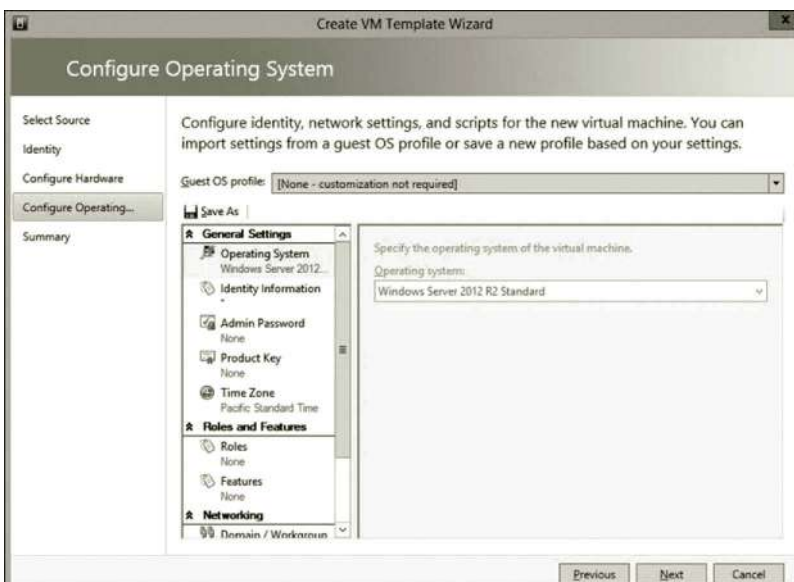 Create VM Template Wizard
x
Configure Operating System
Select Source
Identity
Configure Hardware
Configure Operating...
Summary
Configure identity, network settings, and scripts for the new virtual machine. You can
import settings from a guest OS profile or save a new profile based on your settings.
Guest OS profile: [None - customization not required]
Save As
General Settings
Operating System
Windows Server 2012...
Identity Information
*
Admin Password
None
Product Key
None
Time Zone
Pacific Standard Time
Roles and Features
Roles
None
Features
None
Networking
Domain / Workgroup
Specify the operating system of the virtual machine.
Operating system:
Windows Server 2012 R2 Standard
Previous
Next
Cancel